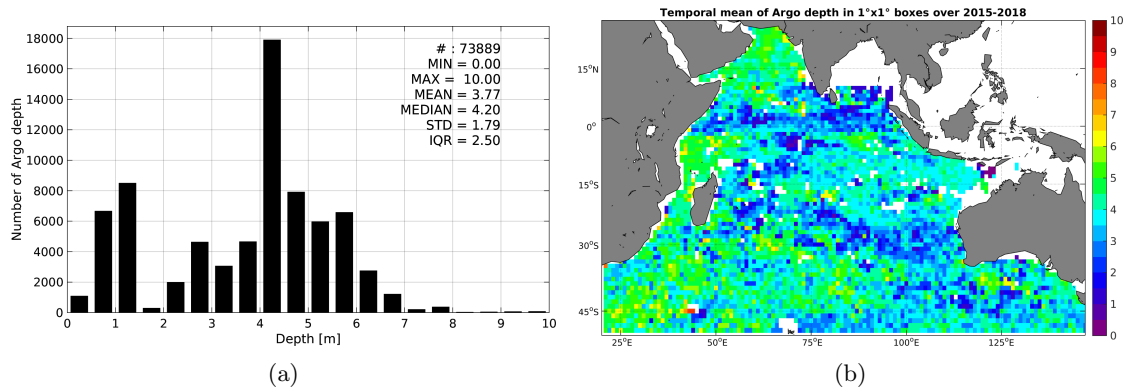 Temporal mean of Argo depth in 1°x1° boxes over 2015-2018
Number of Argo depth
18000
16000
14000
12000
10000
8000
6000
4000
2000
0
# : 73889
MIN = 0.00
MAX = 10.00
MEAN = 3.77
MEDIAN = 4.20
STD = 1.79
IQR = 2.50
0 1 2 3 4 5 6 7 8 9 10
Depth [m]
(a)
15°N
0°
15°S
30°S
45°S
25°E 50°E 75°E 100°E 125°E
10
9
8
7
6
5
4
3
2
1
0
(b)